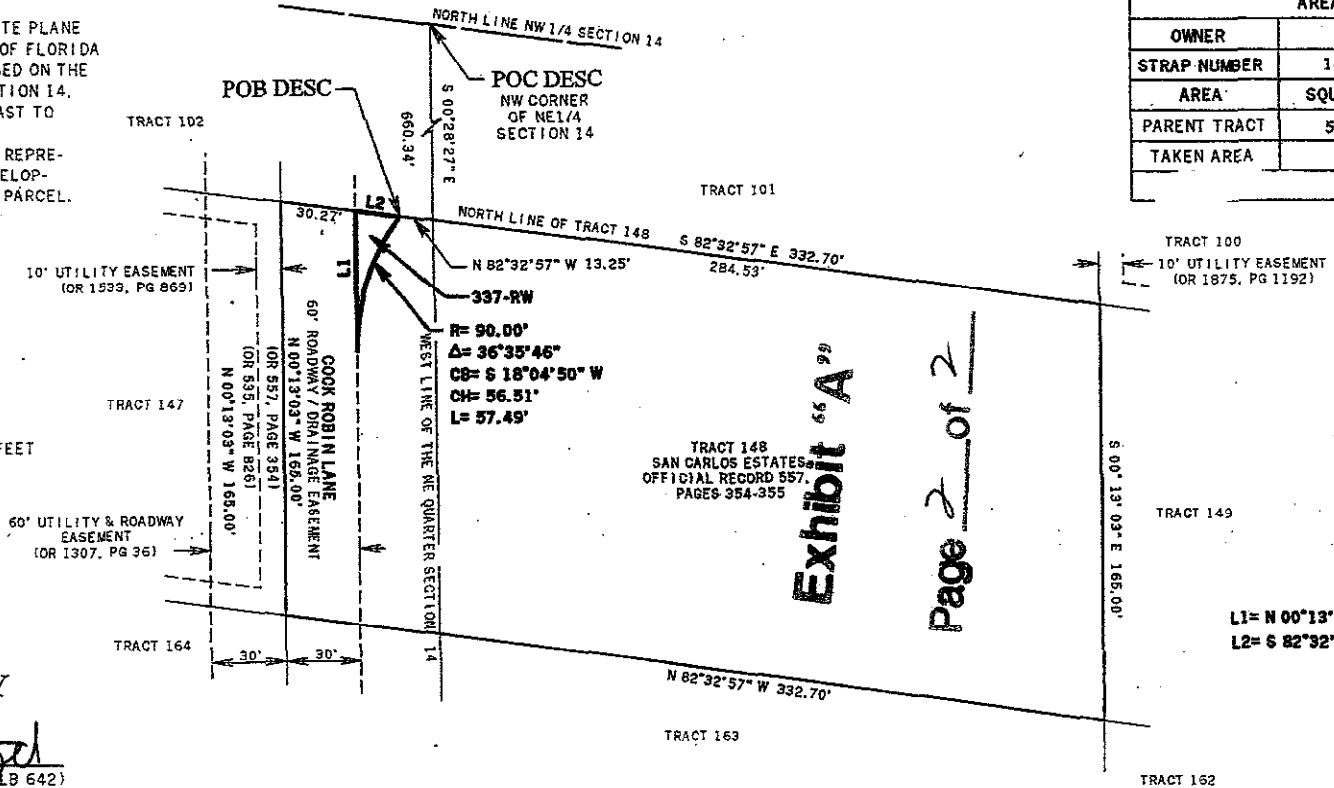 TE PLANE
OF FLORIDA
ED ON THE
TION 14,
AST TO
REPRE-
ELOP-
PARCEL.
NORTH LINE NW 1/4 SECTION 14
POB DESC
POC DESC
NW CORNER
OF NE1/4
SECTION 14
S 00°28'27" E
660.34'
AREA
OWNER
STRAP NUMBER 1
AREA SQU
PARENT TRACT 5
TAKEN AREA
TRACT 102
TRACT 101
TRACT 100
L2
30.27'
NORTH LINE OF TRACT 148
S 82°32'57" E 332.70'
284.53'
10' UTILITY EASEMENT
(OR 1875, PG 1192)
10' UTILITY EASEMENT
(OR 1533, PG 869)
L1
N 82°32'57" W 13.25'
337-RW
R= 90.00'
Δ= 36°35'46"
CB= S 18°04'50" W
CH= 56.51'
L= 57.49'
COCK ROBIN LANE
60' ROADWAY / DRAINAGE EASEMENT
N 00°13'03" W 165.00'
(OR 557, PAGE 354)
(OR 535, PAGE 826)
N 00°13'03" W 165.00'
WEST LINE OF THE NE QUARTER SECTION 14
TRACT 147
FEET
60' UTILITY & ROADWAY
EASEMENT
(OR 1307, PG 36)
TRACT 148
SAN CARLOS ESTATES
OFFICIAL RECORD 557,
PAGES 354-355
Exhibit "A"
Page 2 of 2
S 00°13'03" E 165.00'
TRACT 149
L1= N 00°13'
L2= S 82°32'
TRACT 164
30'
30'
N 82°32'57" W 332.70'
TRACT 163
TRACT 162
LB 642)